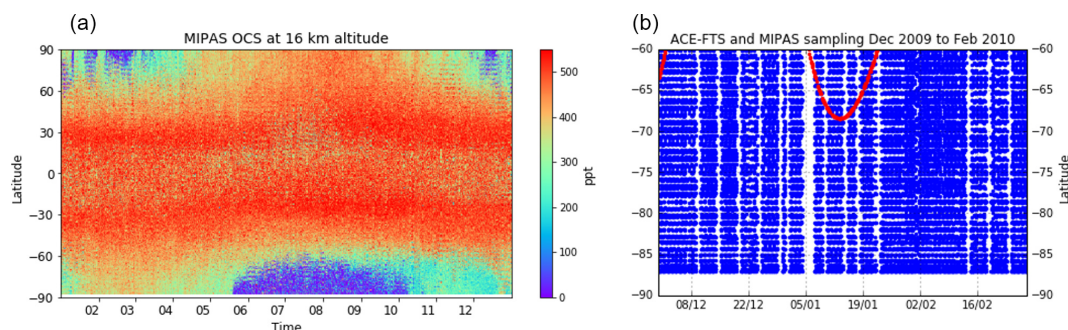 (a)
MIPAS OCS at 16 km altitude
90
60
30
0
−30
−60
−90
Latitude
02 03 04 05 06 07 08 09 10 11 12
Time
500
400
300
200
100
0
ppt
(b)
ACE-FTS and MIPAS sampling Dec 2009 to Feb 2010
−60 −60
−65 −65
−70 −70
−75 −75
−80 −80
−85 −85
−90 −90
Latitude
08/12 22/12 05/01 19/01 02/02 16/02